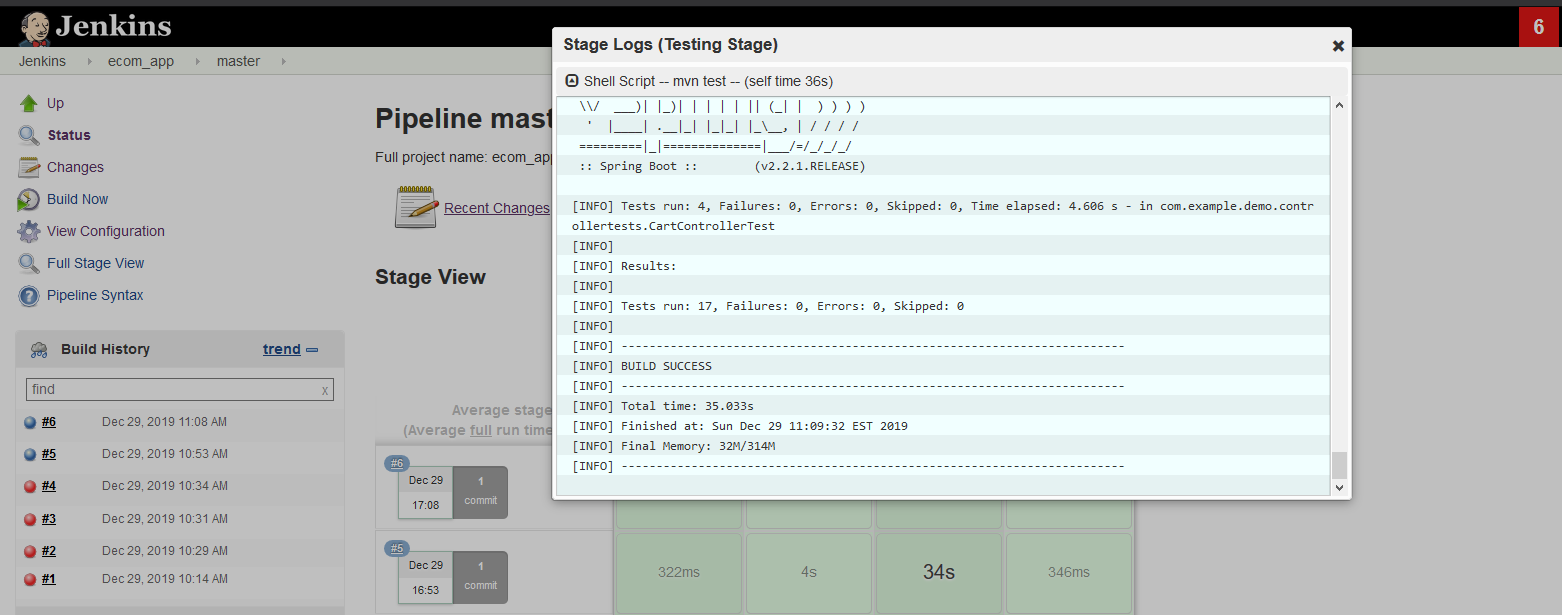 Jenkins
6
Jenkins
ecom_app
master
Up
Status
Changes
Build Now
View Configuration
Full Stage View
Pipeline Syntax
Build History
trend
find
x
#6 Dec 29, 2019 11:08 AM
#5 Dec 29, 2019 10:53 AM
#4 Dec 29, 2019 10:34 AM
#3 Dec 29, 2019 10:31 AM
#2 Dec 29, 2019 10:29 AM
#1 Dec 29, 2019 10:14 AM
Pipeline mast
Full project name: ecom_app
Recent Changes
Stage View
Average stage
(Average full run time
#6
Dec 29
17:08
1
commit
#5
Dec 29
16:53
1
commit
322ms
4s
34s
346ms
Stage Logs (Testing Stage)
Shell Script -- mvn test -- (self time 36s)
\\/  ___)| |_)| | | | | || (_| |  ) ) ) )
'  |____| .__|_| |_|_| |_\__, | / / / /
=========|_|==============|___/=/_/_/_/
:: Spring Boot ::        (v2.2.1.RELEASE)
[INFO] Tests run: 4, Failures: 0, Errors: 0, Skipped: 0, Time elapsed: 4.606 s - in com.example.demo.contr
ollertests.CartControllerTest
[INFO]
[INFO] Results:
[INFO]
[INFO] Tests run: 17, Failures: 0, Errors: 0, Skipped: 0
[INFO]
[INFO] ------------------------------------------------------------------------
[INFO] BUILD SUCCESS
[INFO] ------------------------------------------------------------------------
[INFO] Total time: 35.033s
[INFO] Finished at: Sun Dec 29 11:09:32 EST 2019
[INFO] Final Memory: 32M/314M
[INFO] ------------------------------------------------------------------------